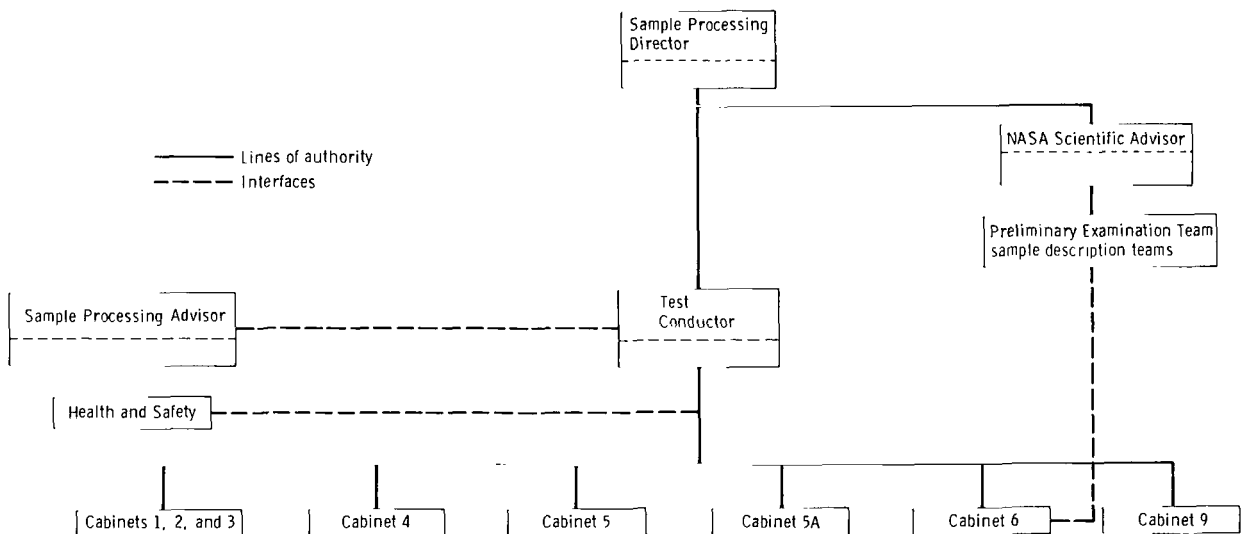 Sample Processing
Director
NASA Scientific Advisor
Lines of authority
Interfaces
Preliminary Examination Team
sample description teams
Sample Processing Advisor
Test
Conductor
Health and Safety
Cabinets 1, 2, and 3
Cabinet 4
Cabinet 5
Cabinet 5A
Cabinet 6
Cabinet 9